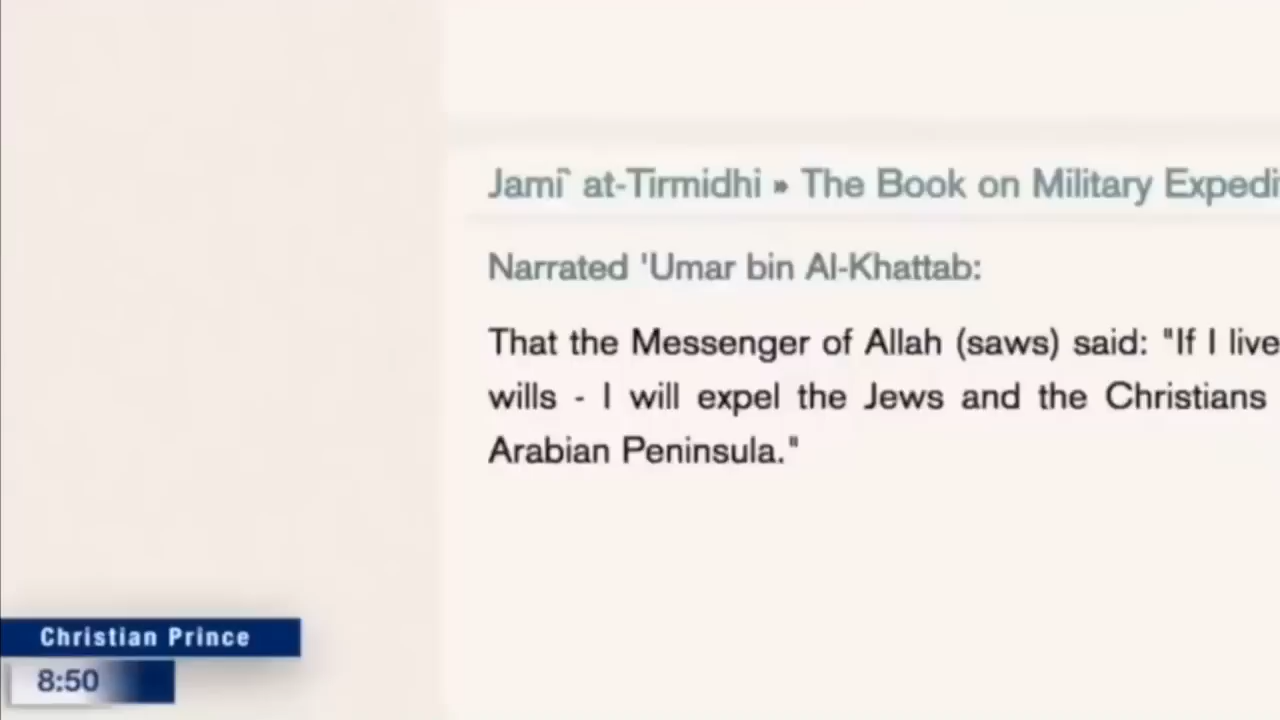 Jami` at-Tirmidhi » The Book on Military Expedi
Narrated 'Umar bin Al-Khattab:
That the Messenger of Allah (saws) said: "If I live
wills - I will expel the Jews and the Christians
Arabian Peninsula."
Christian Prince
8:50